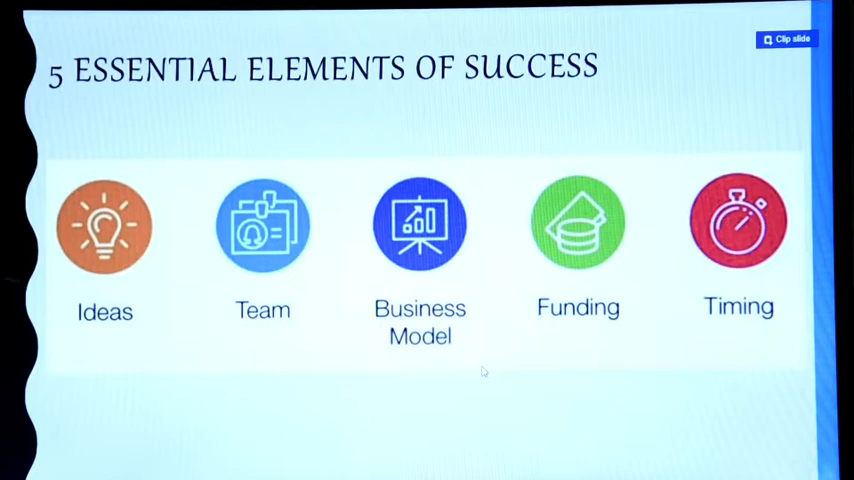 Clip slide
5 ESSENTIAL ELEMENTS OF SUCCESS
Ideas
Team
Business
Model
Funding
Timing